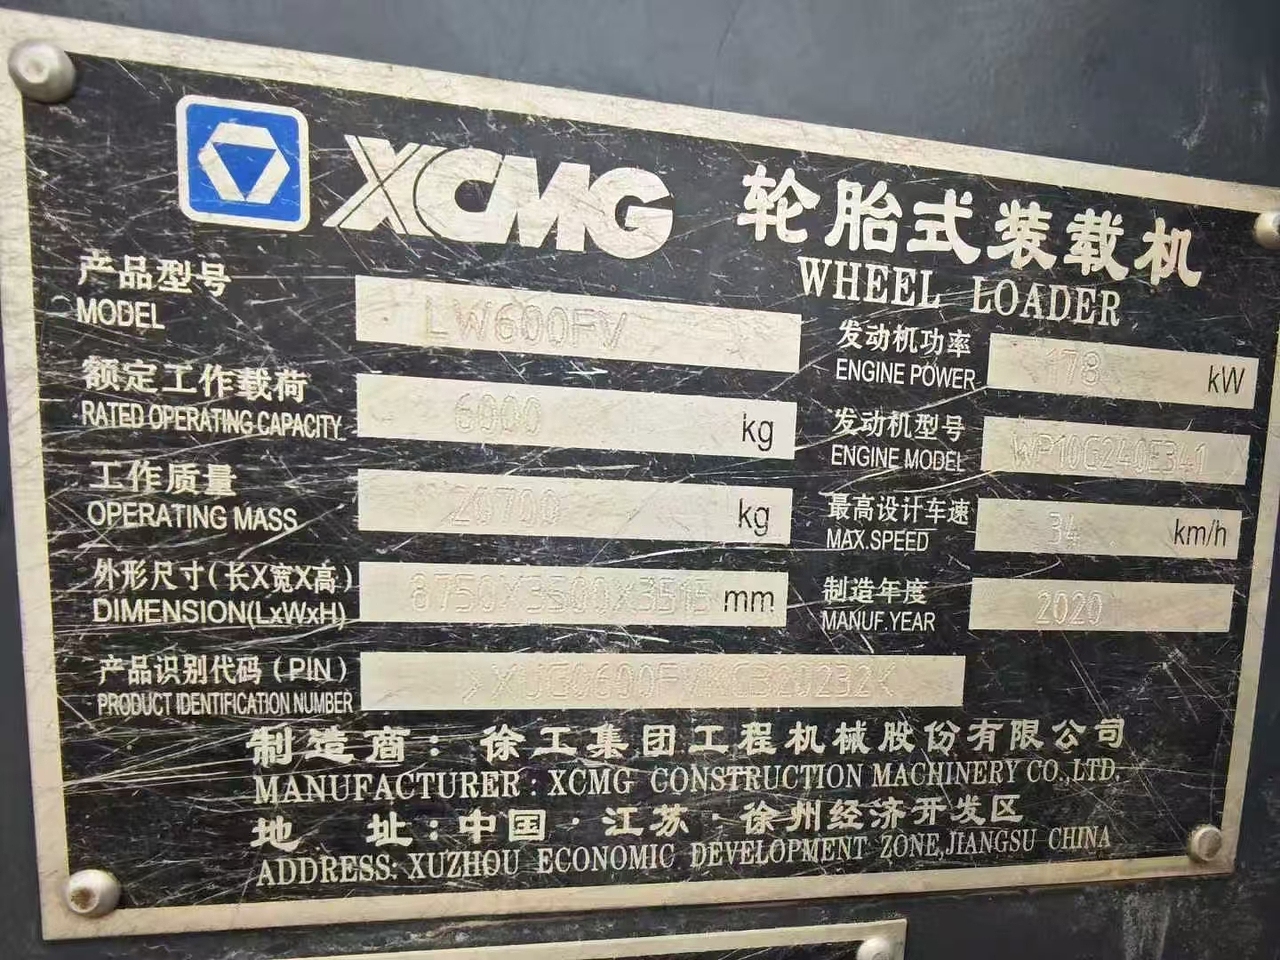 XCMG
轮胎式装载机
WHEEL LOADER
产品型号
MODEL
LW600FV
额定工作载荷
RATED OPERATING CAPACITY
6000 kg
工作质量
OPERATING MASS
20700 kg
外形尺寸(长X宽X高)
DIMENSION(LxWxH)
8750X3500X3515 mm
产品识别代码(PIN)
PRODUCT IDENTIFICATION NUMBER
发动机功率
ENGINE POWER
178 kW
发动机型号
ENGINE MODEL
WP10G240E341
最高设计车速
MAX.SPEED
34 km/h
制造年度
MANUF.YEAR
2020
制造商:徐工集团工程机械股份有限公司
MANUFACTURER: XCMG CONSTRUCTION MACHINERY CO.,LTD.
地 址:中国·江苏·徐州经济开发区
ADDRESS: XUZHOU ECONOMIC DEVELOPMENT ZONE,JIANGSU CHINA